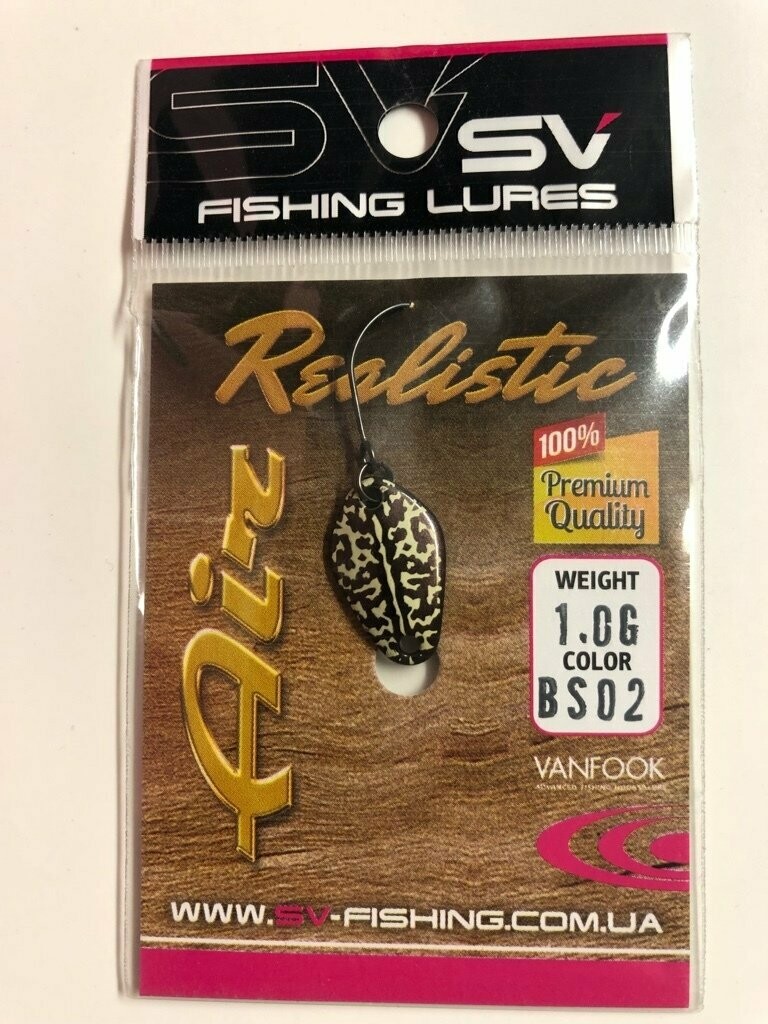 SV
SV
FISHING LURES
Realistic
Air
100%
Premium
Quality
WEIGHT
1.0G
COLOR
BS02
VANFOOK
WWW.SV-FISHING.COM.UA